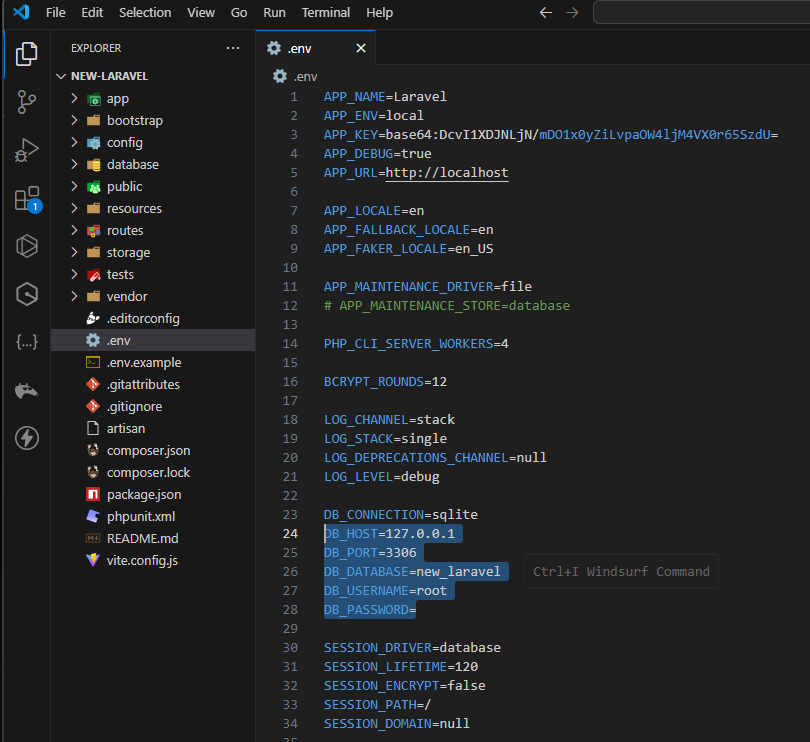 File Edit Selection View Go Run Terminal Help
EXPLORER
.env
.env
NEW-LARAVEL
app
bootstrap
config
database
public
resources
routes
storage
tests
vendor
.editorconfig
.env
.env.example
.gitattributes
.gitignore
artisan
composer.json
composer.lock
package.json
phpunit.xml
README.md
vite.config.js
1
1 APP_NAME=Laravel
2 APP_ENV=local
3 APP_KEY=base64:DcvI1XDJNLjN/mDO1x0yZiLvpaOW4ljM4VX0r65SzdU=
4 APP_DEBUG=true
5 APP_URL=http://localhost
6
7 APP_LOCALE=en
8 APP_FALLBACK_LOCALE=en
9 APP_FAKER_LOCALE=en_US
10
11 APP_MAINTENANCE_DRIVER=file
12 # APP_MAINTENANCE_STORE=database
13
14 PHP_CLI_SERVER_WORKERS=4
15
16 BCRYPT_ROUNDS=12
17
18 LOG_CHANNEL=stack
19 LOG_STACK=single
20 LOG_DEPRECATIONS_CHANNEL=null
21 LOG_LEVEL=debug
22
23 DB_CONNECTION=sqlite
24 DB_HOST=127.0.0.1
25 DB_PORT=3306
26 DB_DATABASE=new_laravel Ctrl+I Windsurf Command
27 DB_USERNAME=root
28 DB_PASSWORD=
29
30 SESSION_DRIVER=database
31 SESSION_LIFETIME=120
32 SESSION_ENCRYPT=false
33 SESSION_PATH=/
34 SESSION_DOMAIN=null